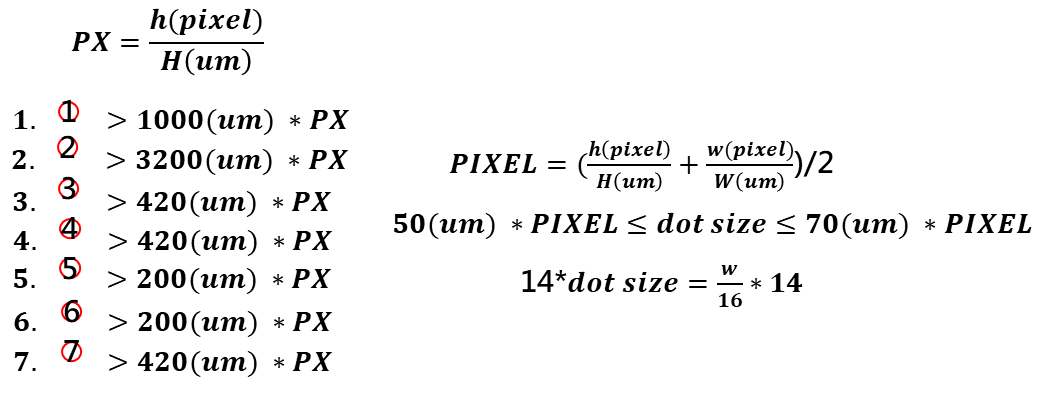 PX = h(pixel) / H(um)
1. ① > 1000(um) * PX
2. ② > 3200(um) * PX
3. ③ > 420(um) * PX
4. ④ > 420(um) * PX
5. ⑤ > 200(um) * PX
6. ⑥ > 200(um) * PX
7. ⑦ > 420(um) * PX
PIXEL = (h(pixel) / H(um) + w(pixel) / W(um))/2
50(um) * PIXEL ≤ dot size ≤ 70(um) * PIXEL
14*dot size = w / 16 * 14